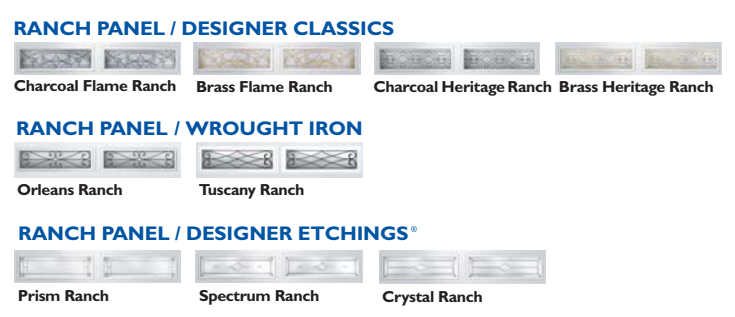 RANCH PANEL / DESIGNER CLASSICS
Charcoal Flame Ranch Brass Flame Ranch Charcoal Heritage Ranch Brass Heritage Ranch
RANCH PANEL / WROUGHT IRON
Orleans Ranch Tuscany Ranch
RANCH PANEL / DESIGNER ETCHINGS®
Prism Ranch Spectrum Ranch Crystal Ranch